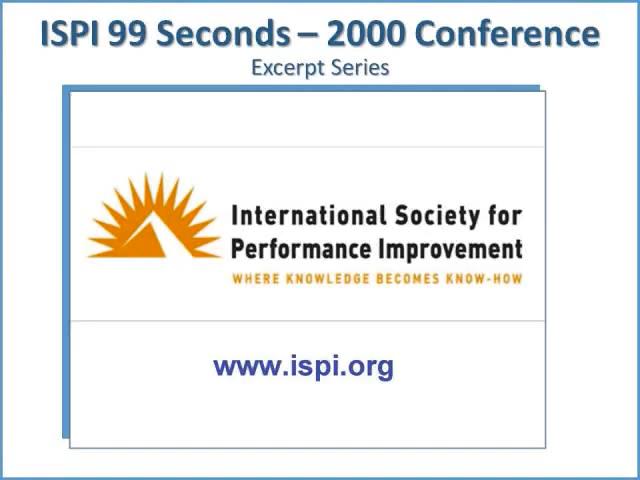 ISPI 99 Seconds – 2000 Conference
Excerpt Series
International Society for
Performance Improvement
WHERE KNOWLEDGE BECOMES KNOW-HOW
www.ispi.org